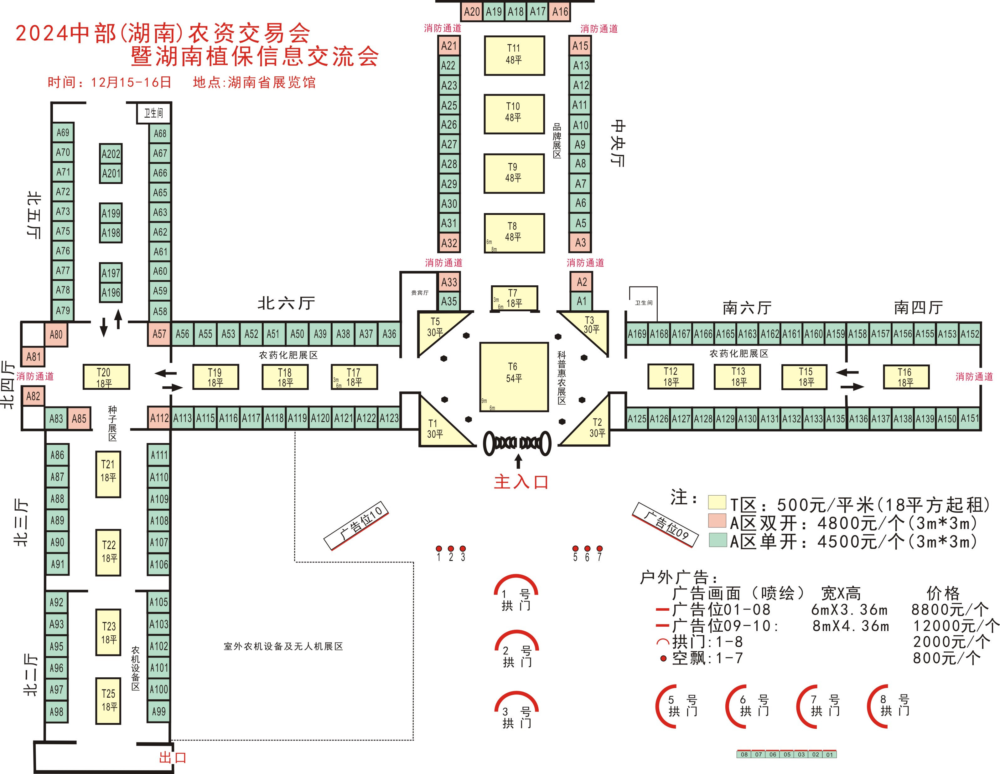 2024中部(湖南)农资交易会
暨湖南植保信息交流会
时间：12月15-16日 地点:湖南省展览馆
A20 A19 A18 A17 A16
消防通道
消防通道
A21
A22
A23
A25
A26
A27
A28
A29
A30
A31
A32
消防通道
A33
A35
T11
48平
T10
48平
T9
48平
T8
48平
6m
8m
T7
18平
3m
6m
品牌展区
A15
A13
A12
A11
A10
A9
A8
A7
A6
A5
A3
消防通道
A2
A1
中央厅
贵宾厅
卫生间
A69
A70
A71
A72
A73
A75
A76
A77
A78
A79
北五厅
A202
A201
A199
A198
A197
A196
卫生间
A68
A67
A66
A65
A63
A62
A61
A60
A59
A58
北六厅
A80
A81
消防通道
北四厅
A82
A83 A85
T20
18平
种子展区
A57 A56 A55 A53 A52 A51 A50 A39 A38 A37 A36
农药化肥展区
T19
18平
T18
18平
T17
18平
3m
6m
A112 A113 A115 A116 A117 A118 A119 A120 A121 A122 A123
T5
30平
T3
30平
T6
54平
9m
6m
科普惠农展区
T1
30平
T2
30平
主入口
南六厅
南四厅
A169 A168 A167 A166 A165 A163 A162 A161 A160 A159 A158 A157 A156 A155 A153 A152
农药化肥展区
T12
18平
T13
18平
T15
18平
T16
18平
消防通道
A125 A126 A127 A128 A129 A130 A131 A132 A133 A135 A136 A137 A138 A139 A150 A151
A86
A87
A88
A89
A90
A91
北三厅
T21
18平
T22
18平
A111
A110
A109
A108
A107
A106
A92
A93
A95
A96
A97
A98
北二厅
T23
18平
T25
18平
农机设备区
A105
A103
A102
A101
A100
A99
出口
室外农机设备及无人机展区
广告位10
广告位09
1 2 3
5 6 7
1 号
拱 门
2 号
拱 门
3 号
拱 门
注：
T区：500元/平米(18平方起租)
A区双开：4800元/个(3m*3m)
A区单开：4500元/个(3m*3m)
户外广告：
广告画面（喷绘） 宽X高 价格
广告位01-08 6mX3.36m 8800元/个
广告位09-10: 8mX4.36m 12000元/个
拱门:1-8 2000元/个
空飘:1-7 800元/个
5 号
拱 门
6 号
拱 门
7 号
拱 门
8 号
拱 门
08 07 06 05 03 02 01